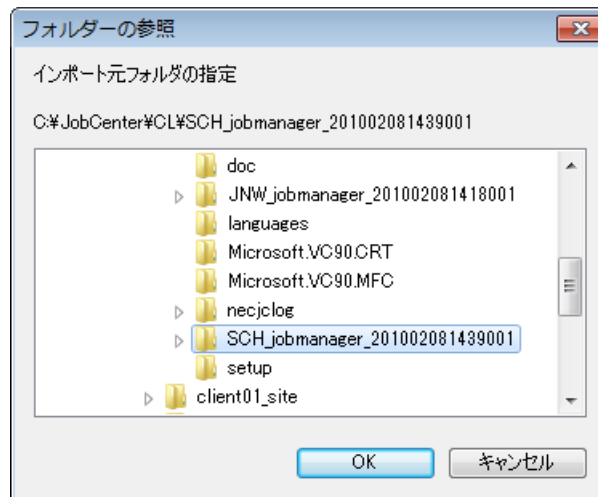 フォルダーの参照
インポート元フォルダの指定
C:¥JobCenter¥CL¥SCH_jobmanager_201002081439001
doc
JNW_jobmanager_201002081418001
languages
Microsoft.VC90.CRT
Microsoft.VC90.MFC
necjclog
SCH_jobmanager_201002081439001
setup
client01_site
OK キャンセル